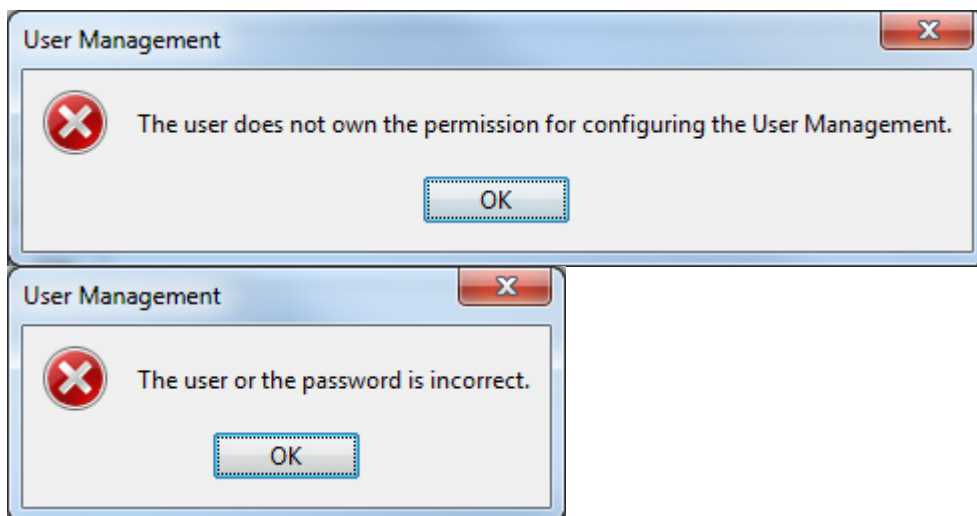 User Management
The user does not own the permission for configuring the User Management.
OK
User Management
The user or the password is incorrect.
OK